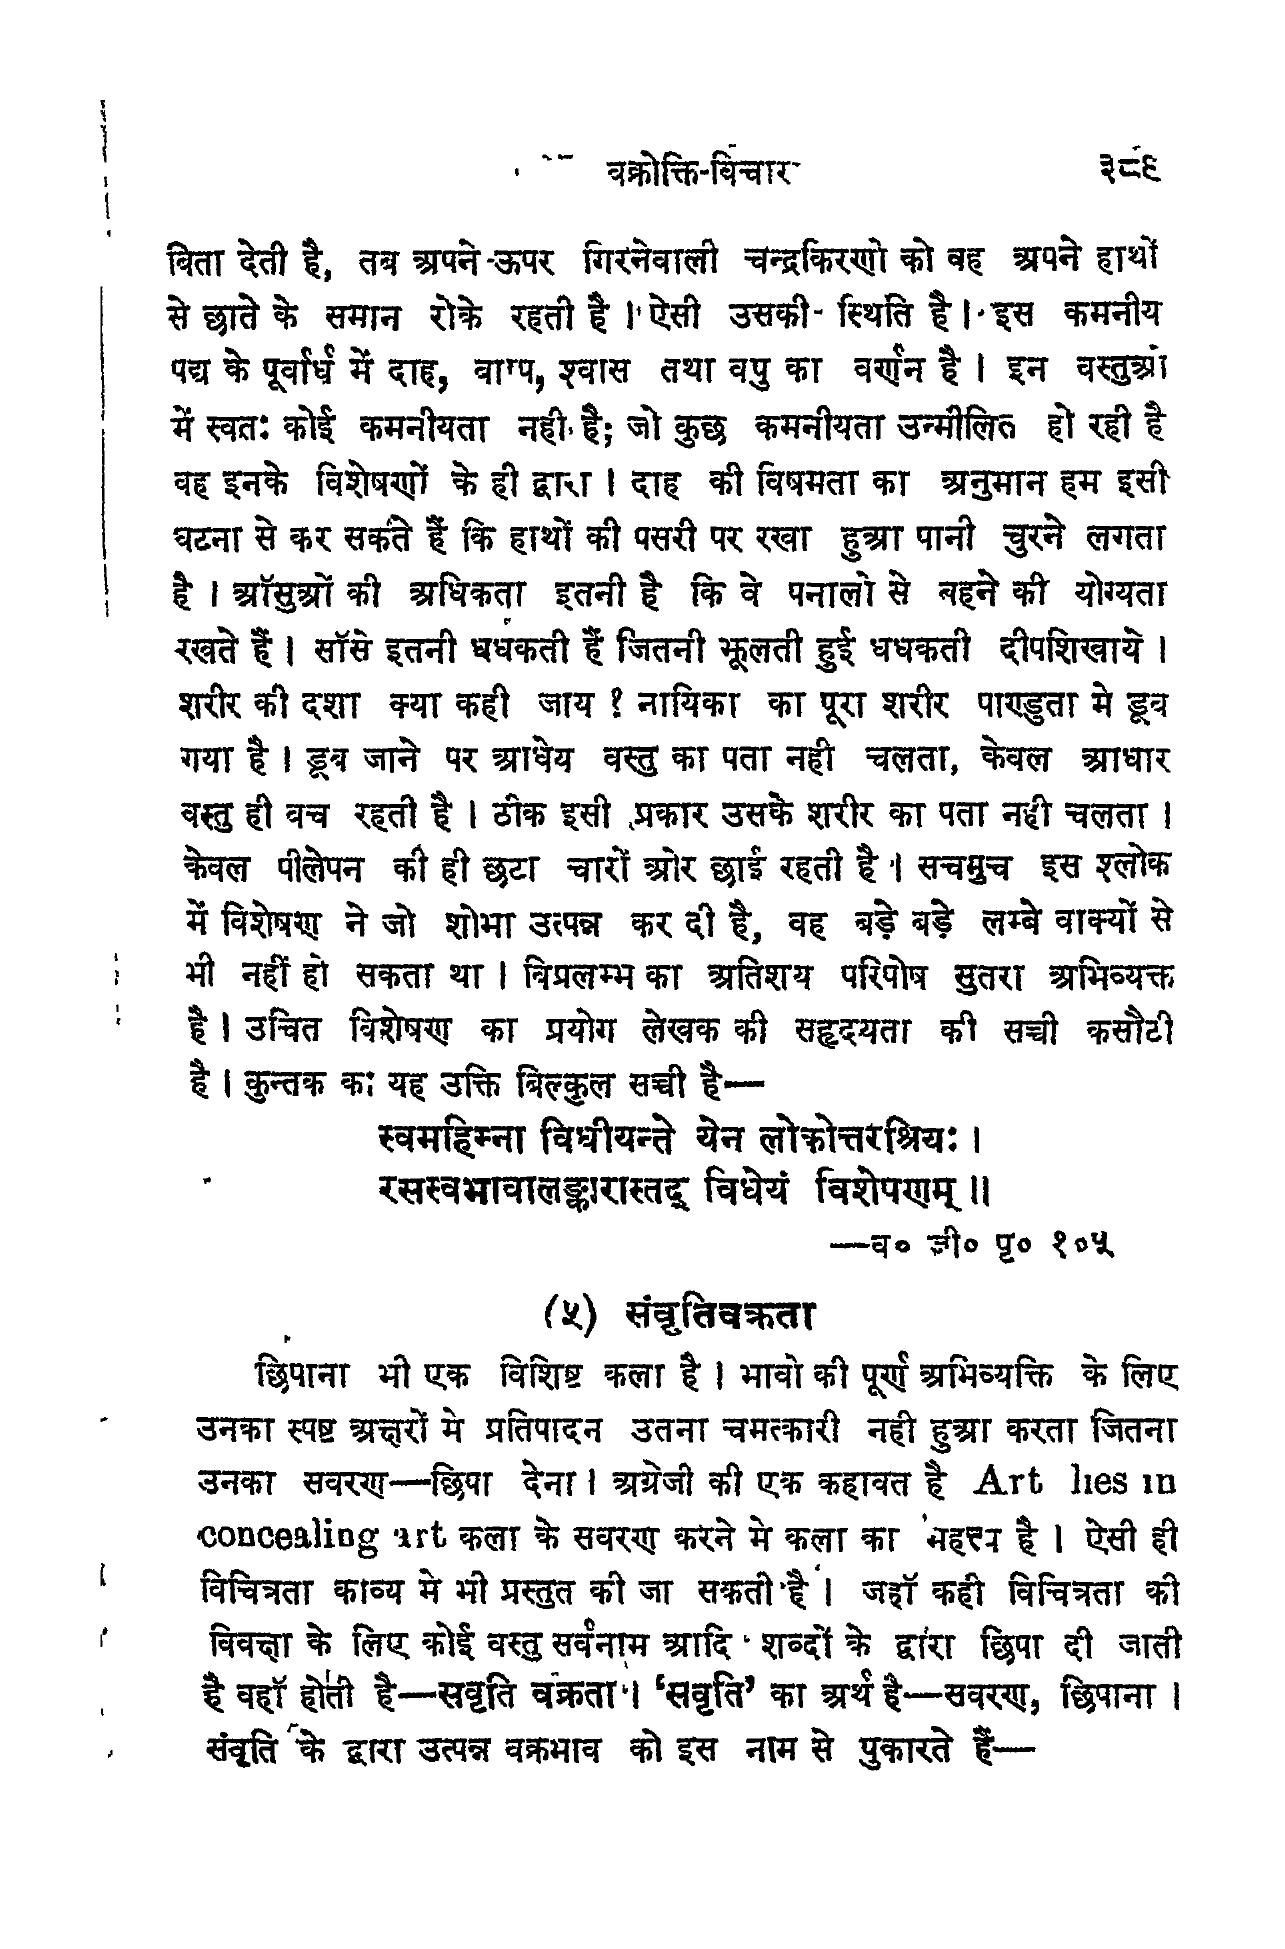 वक्रोक्ति-विचार ३८९
बिता देती है, तब अपने ऊपर गिरनेवाली चन्द्रकिरणो को वह अपने हाथों
से छाते के समान रोके रहती है । ऐसी उसकी स्थिति है । इस कमनीय
पद्य के पूर्वार्ध में दाह, वाष्प, श्वास तथा वपु का वर्णन है । इन वस्तुओं
में स्वतः कोई कमनीयता नही है; जो कुछ कमनीयता उन्मीलित हो रही है
वह इनके विशेषणों के ही द्वारा । दाह की विषमता का अनुमान हम इसी
घटना से कर सकते हैं कि हाथों की पसरी पर रखा हुआ पानी चुरने लगता
है । आँसुओं की अधिकता इतनी है कि वे पनालो से बहने की योग्यता
रखते हैं । साँसे इतनी धधकती हैं जितनी झूलती हुई धधकती दीपशिखाये ।
शरीर की दशा क्या कही जाय ? नायिका का पूरा शरीर पाण्डुता मे डूब
गया है । डूब जाने पर आधेय वस्तु का पता नही चलता, केवल आधार
वस्तु ही बच रहती है । ठीक इसी प्रकार उसके शरीर का पता नही चलता ।
केवल पीलेपन की ही छटा चारों ओर छाई रहती है । सचमुच इस श्लोक
में विशेषण ने जो शोभा उत्पन्न कर दी है, वह बड़े बड़े लम्बे वाक्यों से
भी नहीं हो सकता था । विप्रलम्भ का अतिशय परिपोष सुतरा अभिव्यक्त
है । उचित विशेषण का प्रयोग लेखक की सहृदयता की सच्ची कसौटी
है । कुन्तक की यह उक्ति बिल्कुल सच्ची है—
स्वमहिम्ना विधीयन्ते येन लोकोत्तरश्रियः ।
रसस्वभावालङ्कारास्तद् विधेयं विशेषणम् ॥
—व० जी० पृ० १०५
(५) संवृतिवक्रता
छिपाना भी एक विशिष्ट कला है । भावो की पूर्ण अभिव्यक्ति के लिए
उनका स्पष्ट अक्षरों मे प्रतिपादन उतना चमत्कारी नही हुआ करता जितना
उनका सवरण—छिपा देना । अग्रेजी की एक कहावत है Art lies in
concealing art कला के सवरण करने मे कला का महत्त्व है । ऐसी ही
विचित्रता काव्य मे भी प्रस्तुत की जा सकती है । जहाँ कही विचित्रता की
विवक्षा के लिए कोई वस्तु सर्वनाम आदि शब्दों के द्वारा छिपा दी जाती
है वहाँ होती है—सवृति वक्रता । ‘सवृति’ का अर्थ है—सवरण, छिपाना ।
संवृति के द्वारा उत्पन्न वक्रभाव को इस नाम से पुकारते हैं—